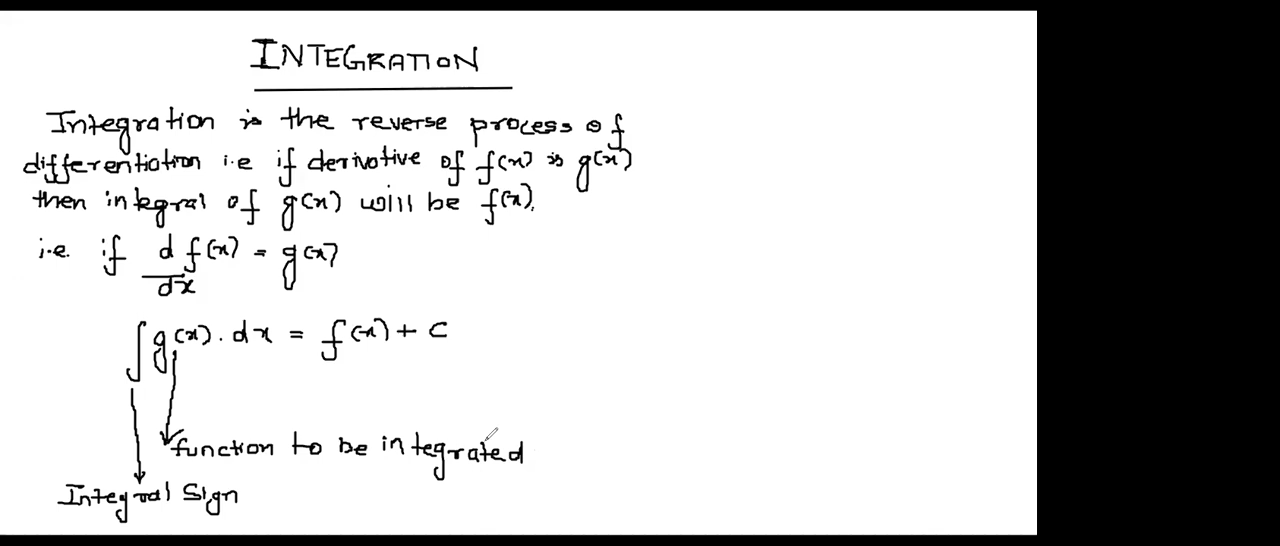 INTEGRATION
Integration is the reverse process of
differentiation i.e if derivative of f(x) is g(x)
then integral of g(x) will be f(x).
i.e. if d/dx f(x) = g(x)
∫ g(x). dx = f(x) + c
function to be integrated
Integral Sign